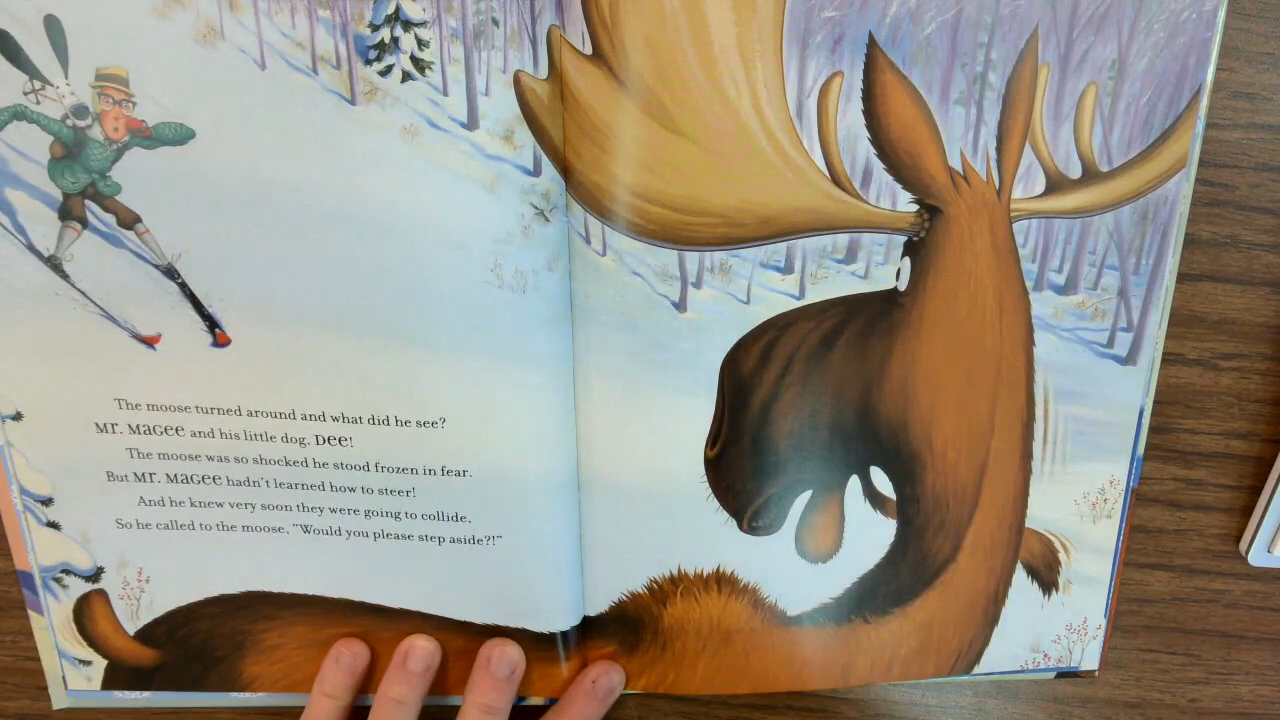 The moose turned around and what did he see?
Mr. Magee and his little dog, Dee!
The moose was so shocked he stood frozen in fear.
But Mr. Magee hadn't learned how to steer!
And he knew very soon they were going to collide,
So he called to the moose, "Would you please step aside?!"